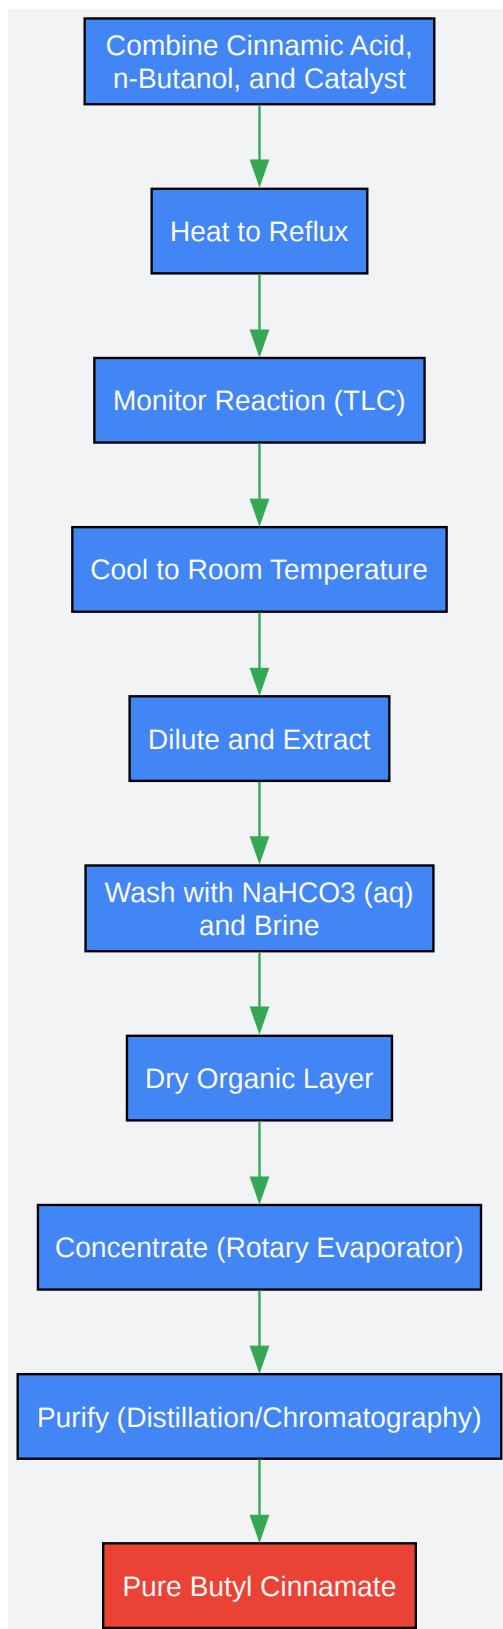 Combine Cinnamic Acid,
n-Butanol, and Catalyst
Heat to Reflux
Monitor Reaction (TLC)
Cool to Room Temperature
Dilute and Extract
Wash with NaHCO3 (aq)
and Brine
Dry Organic Layer
Concentrate (Rotary Evaporator)
Purify (Distillation/Chromatography)
Pure Butyl Cinnamate